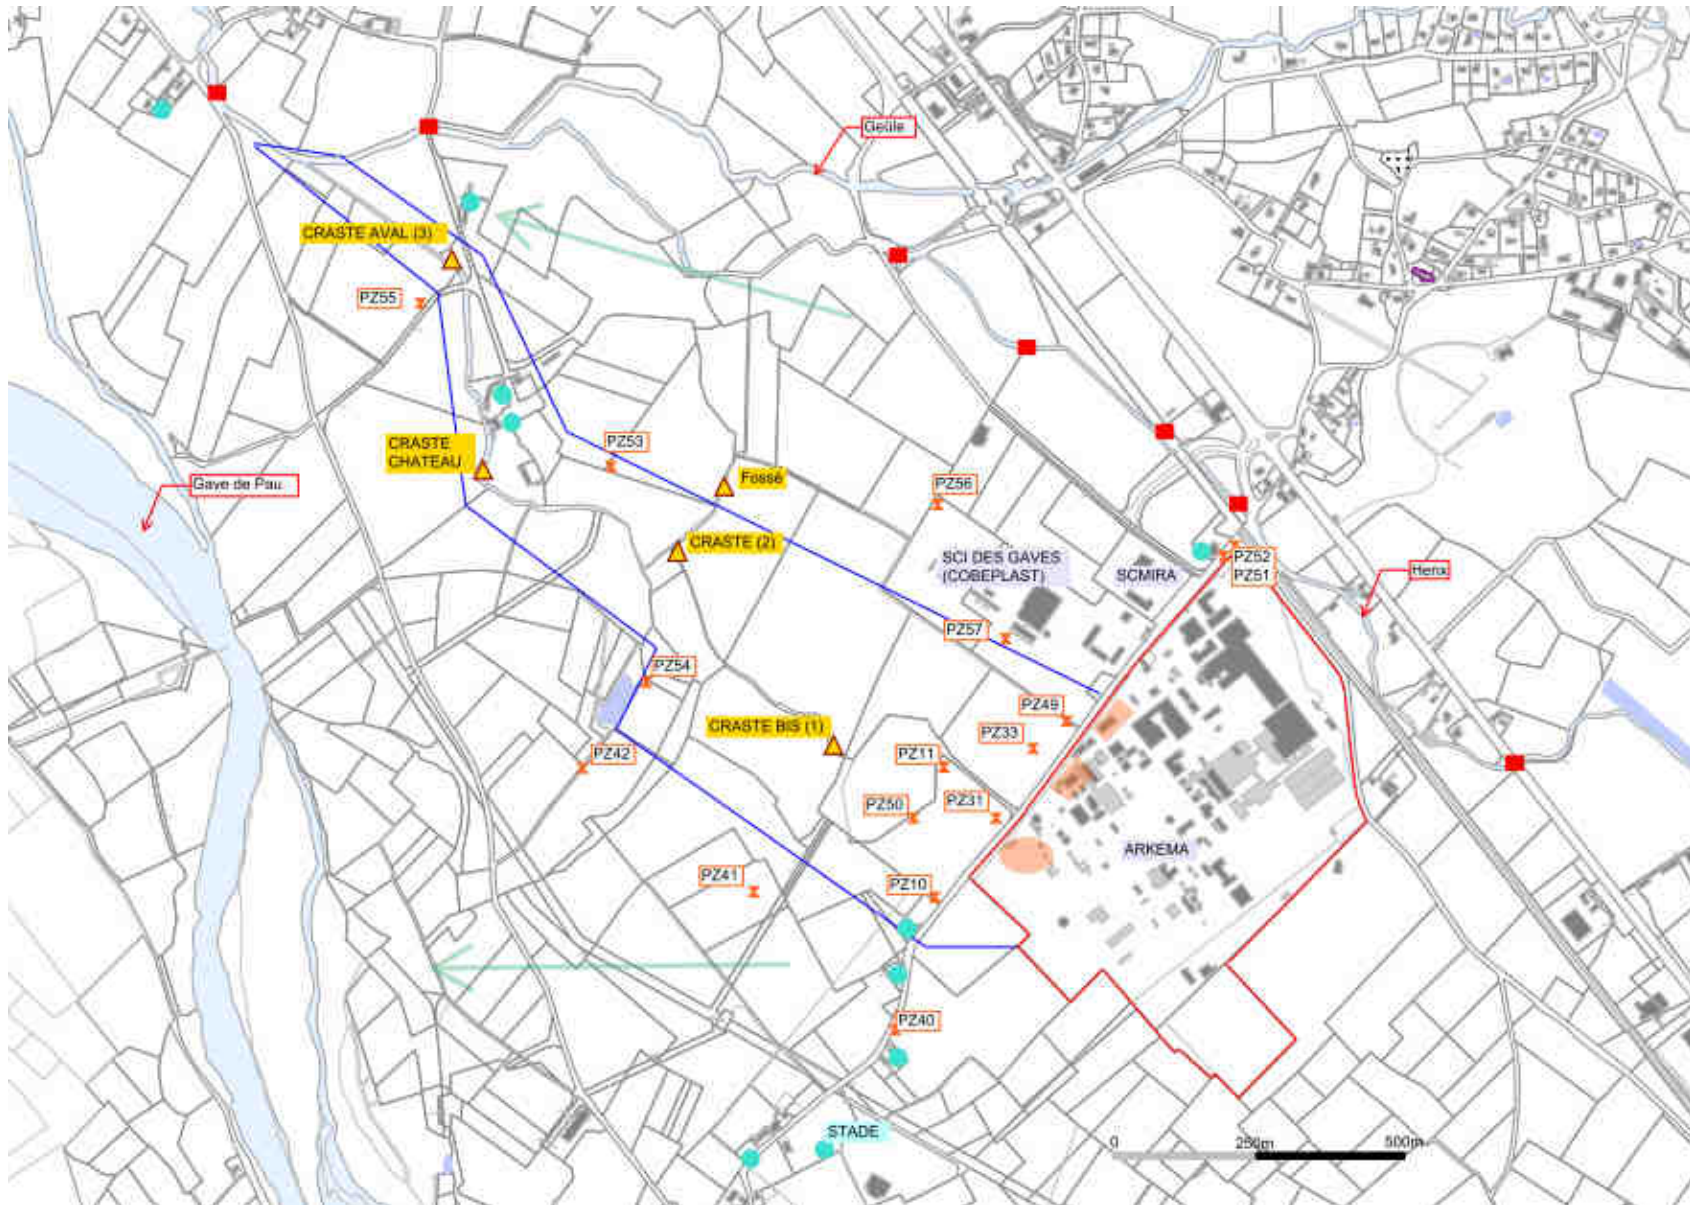 Geüle
CRASTE AVAL (3)
PZ55
CRASTE
CHATEAU
PZ53
Gave de Pau
Fossé
PZ56
CRASTE (2)
SCI DES GAVES
(COBEPLAST)
SCMIRA
PZ52
PZ51
Henx
PZ57
PZ54
PZ49
CRASTE BIS (1)
PZ33
PZ42
PZ11
PZ50
PZ31
ARKEMA
PZ41
PZ10
PZ40
STADE
0
250m
500m